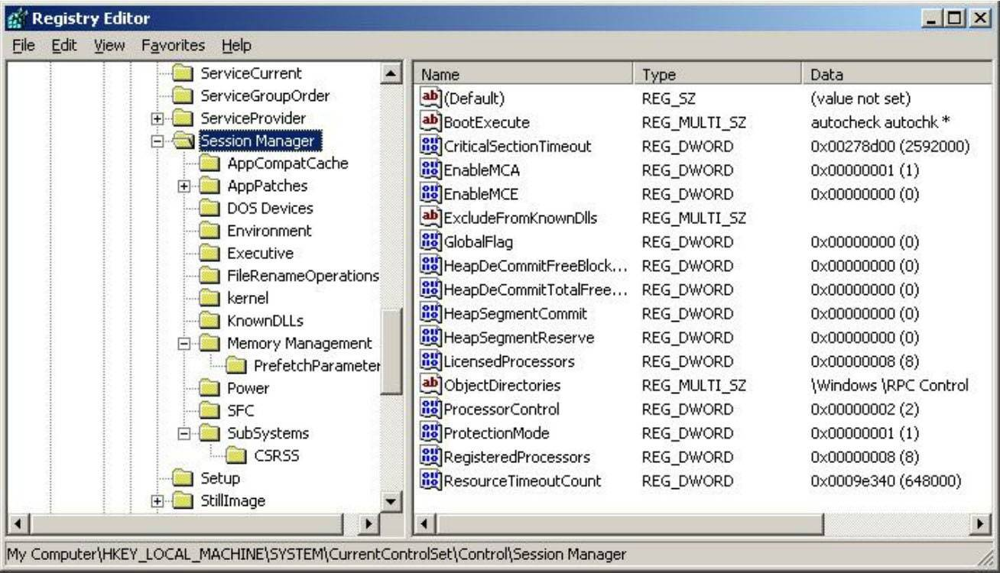 Registry Editor
File Edit View Favorites Help
ServiceCurrent
ServiceGroupOrder
ServiceProvider
Session Manager
AppCompatCache
AppPatches
DOS Devices
Environment
Executive
FileRenameOperations
kernel
KnownDLLs
Memory Management
PrefetchParameter
Power
SFC
SubSystems
CSRSS
Setup
StillImage
Name Type Data
(Default) REG_SZ (value not set)
BootExecute REG_MULTI_SZ autocheck autochk *
CriticalSectionTimeout REG_DWORD 0x00278d00 (2592000)
EnableMCA REG_DWORD 0x00000001 (1)
EnableMCE REG_DWORD 0x00000000 (0)
ExcludeFromKnownDlls REG_MULTI_SZ
GlobalFlag REG_DWORD 0x00000000 (0)
HeapDeCommitFreeBlock... REG_DWORD 0x00000000 (0)
HeapDeCommitTotalFree... REG_DWORD 0x00000000 (0)
HeapSegmentCommit REG_DWORD 0x00000000 (0)
HeapSegmentReserve REG_DWORD 0x00000000 (0)
LicensedProcessors REG_DWORD 0x00000008 (8)
ObjectDirectories REG_MULTI_SZ \Windows \RPC Control
ProcessorControl REG_DWORD 0x00000002 (2)
ProtectionMode REG_DWORD 0x00000001 (1)
RegisteredProcessors REG_DWORD 0x00000008 (8)
ResourceTimeoutCount REG_DWORD 0x0009e340 (648000)
My Computer\HKEY_LOCAL_MACHINE\SYSTEM\CurrentControlSet\Control\Session Manager